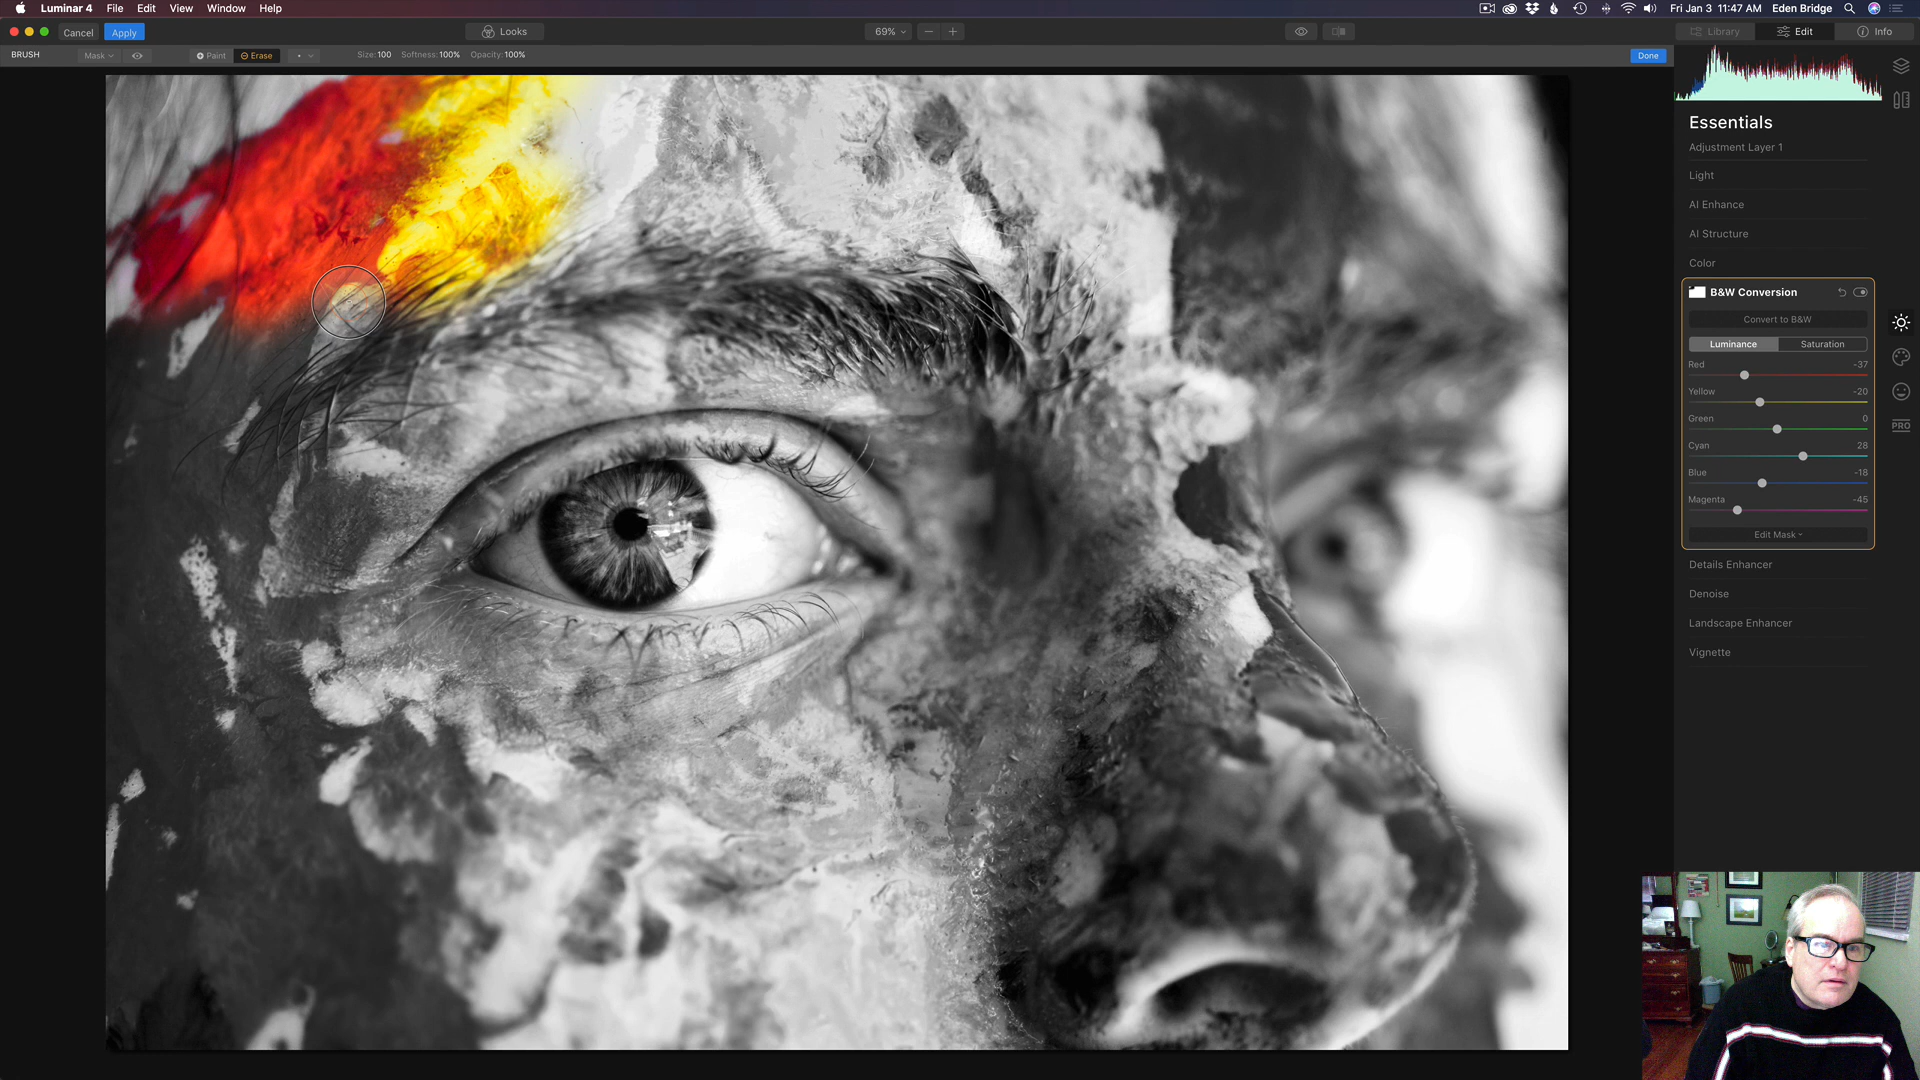 Luminar 4 File Edit View Window Help Fri Jan 3 11:47 AM Eden Bridge
Cancel Apply Looks 69% Library Edit Info
BRUSH Mask Paint Erase Size:100 Softness:100% Opacity:100% Done
Essentials
Adjustment Layer 1
Light
AI Enhance
AI Structure
Color
B&W Conversion
Convert to B&W
Luminance Saturation
Red -37
Yellow -20
Green 0
Cyan 28
Blue -18
Magenta -45
PRO
Edit Mask
Details Enhancer
Denoise
Landscape Enhancer
Vignette